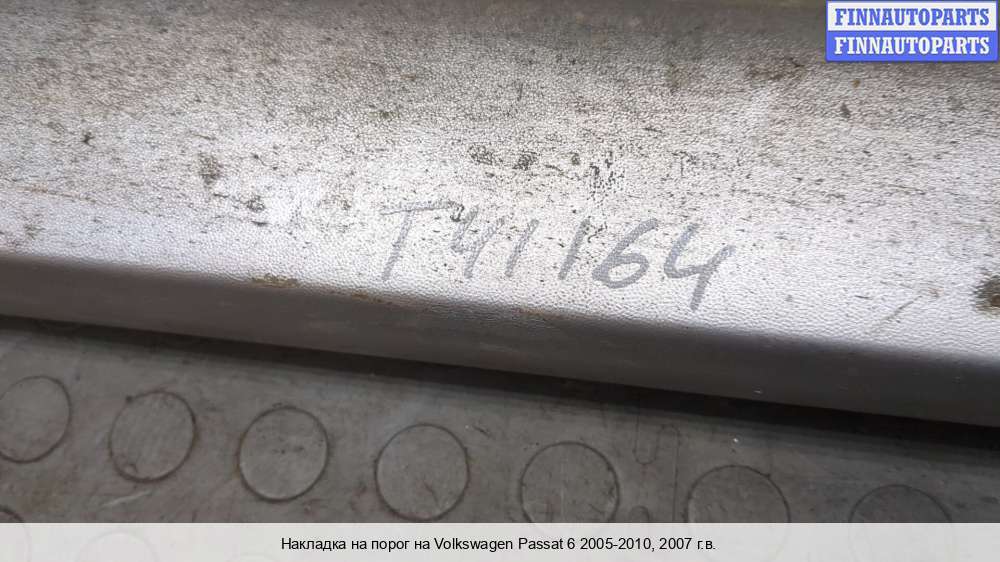 FINNAUTOPARTS
FINNAUTOPARTS
T41164
Накладка на порог на Volkswagen Passat 6 2005-2010, 2007 г.в.